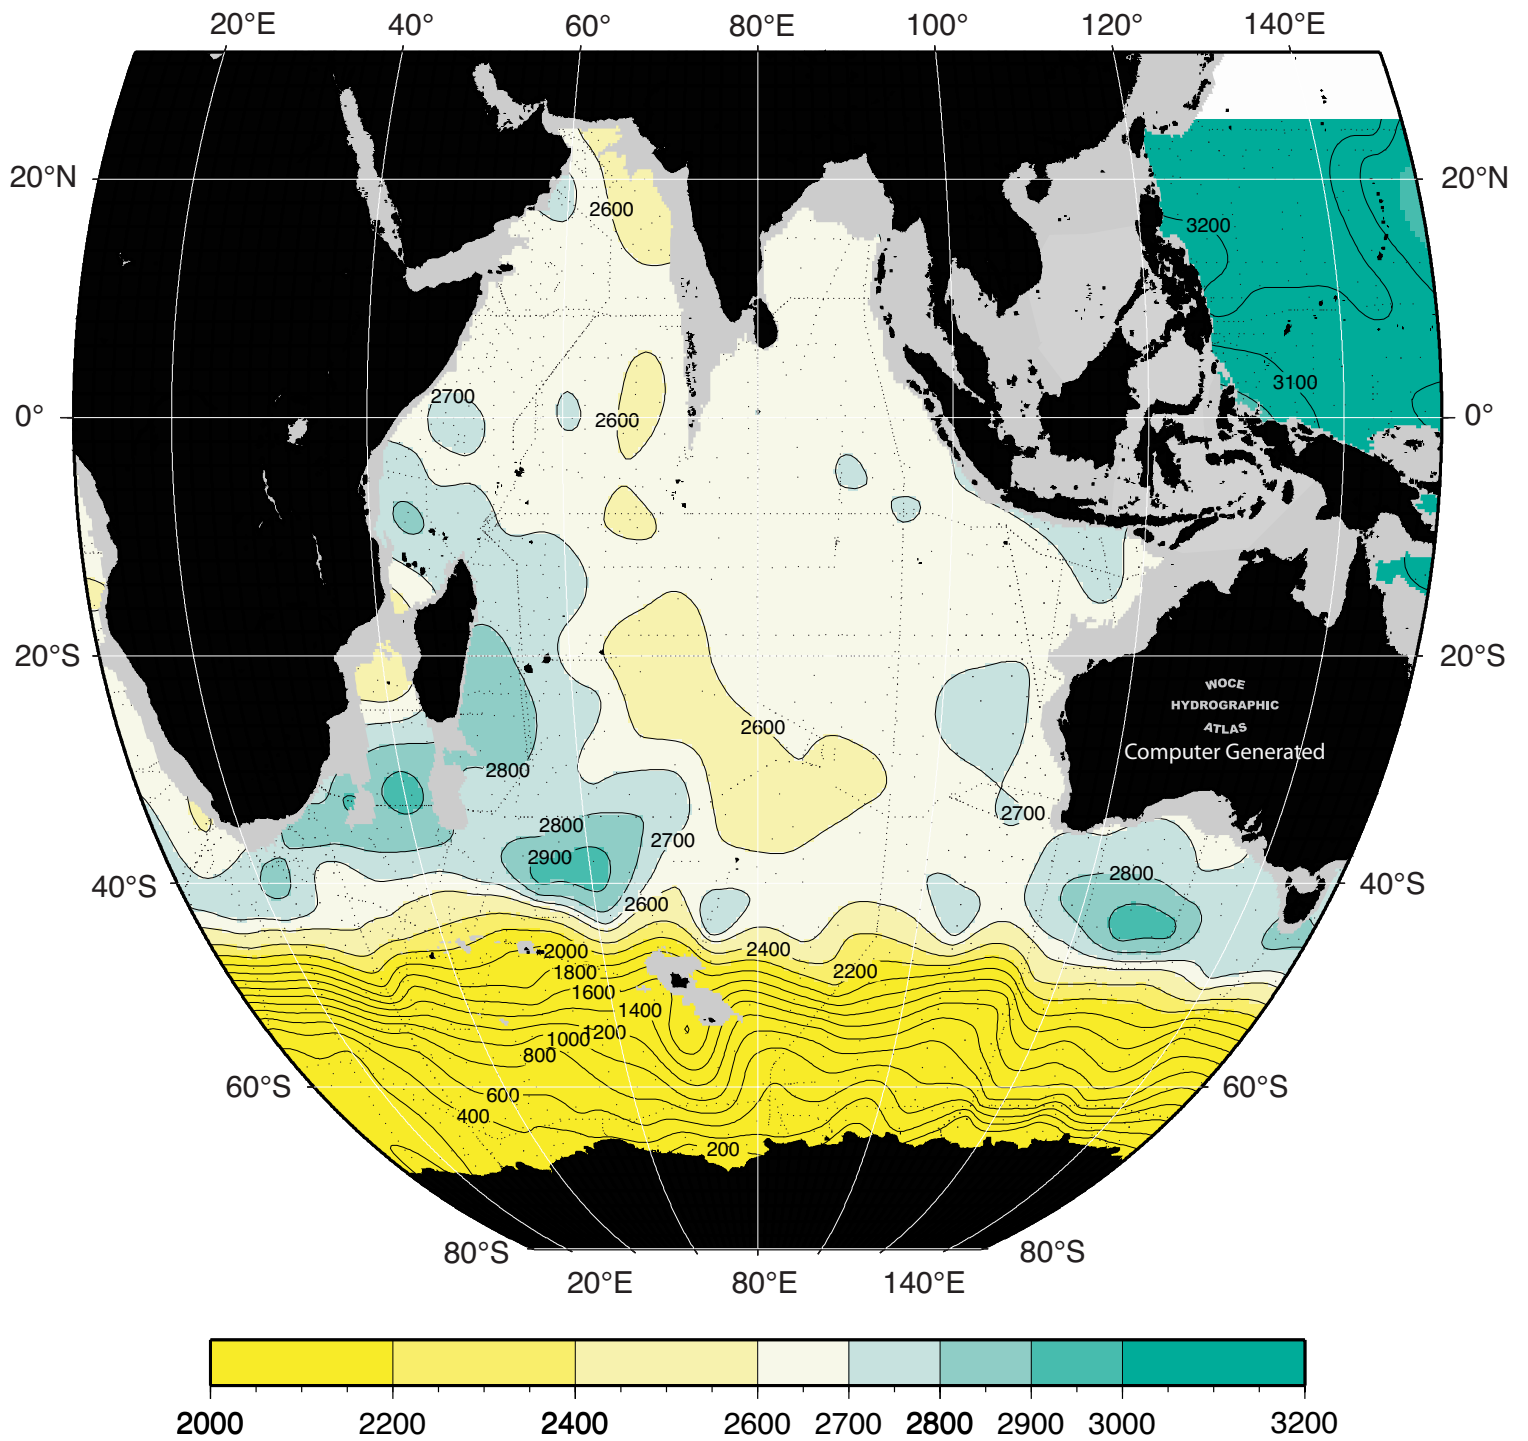 20°E 40° 60° 80°E 100° 120° 140°E
20°N 20°N
2600
3200
3100
2700
0° 2600 0°
20°S 20°S
WOCE
HYDROGRAPHIC
ATLAS
Computer Generated
2600
2800
2700
2800
2700
2900
2800
40°S 40°S
2600
2400
2000
2200
1800
1600
1400
1200
1000
800
60°S 60°S
600
400
200
80°S 80°S
20°E 80°E 140°E
2000 2200 2400 2600 2700 2800 2900 3000 3200